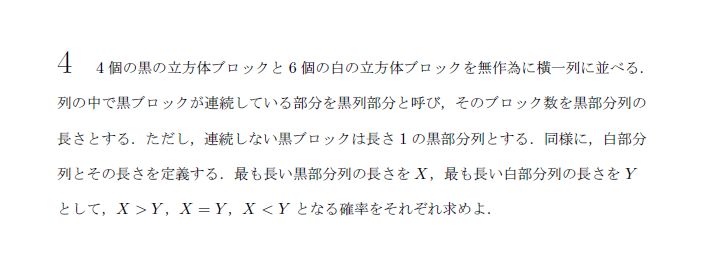 4 4 個の黒の立方体ブロックと 6 個の白の立方体ブロックを無作為に横一列に並べる．
列の中で黒ブロックが連続している部分を黒列部分と呼び，そのブロック数を黒部分列の
長さとする．ただし，連続しない黒ブロックは長さ 1 の黒部分列とする．同様に，白部分
列とその長さを定義する．最も長い黒部分列の長さを X，最も長い白部分列の長さを Y
として，X > Y，X = Y，X < Y となる確率をそれぞれ求めよ．